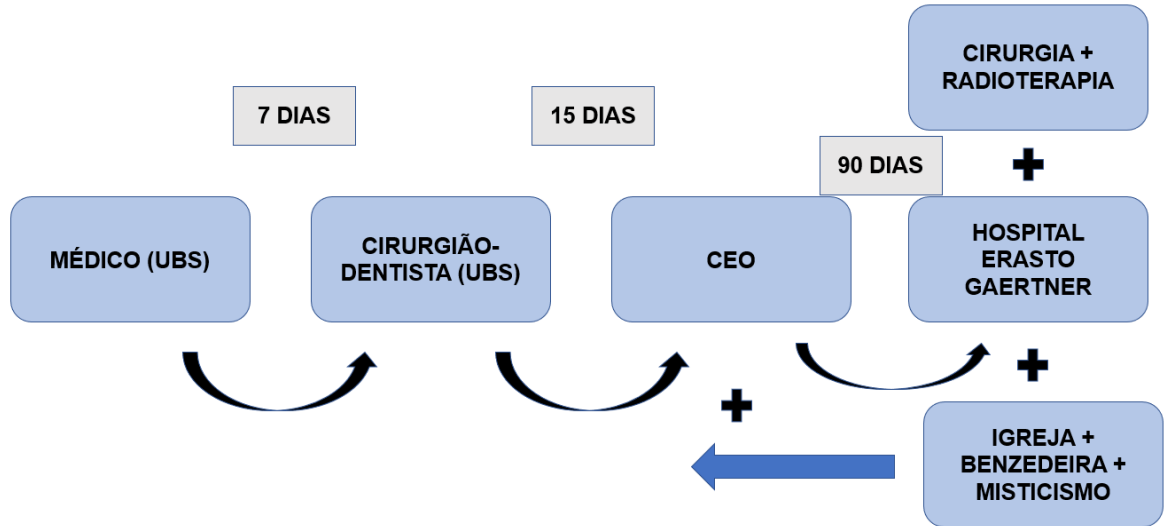 CIRURGIA +
RADIOTERAPIA
7 DIAS
15 DIAS
90 DIAS
MÉDICO (UBS)
CIRURGIÃO-
DENTISTA (UBS)
CEO
HOSPITAL
ERASTO
GAERTNER
IGREJA +
BENZEDEIRA +
MISTICISMO